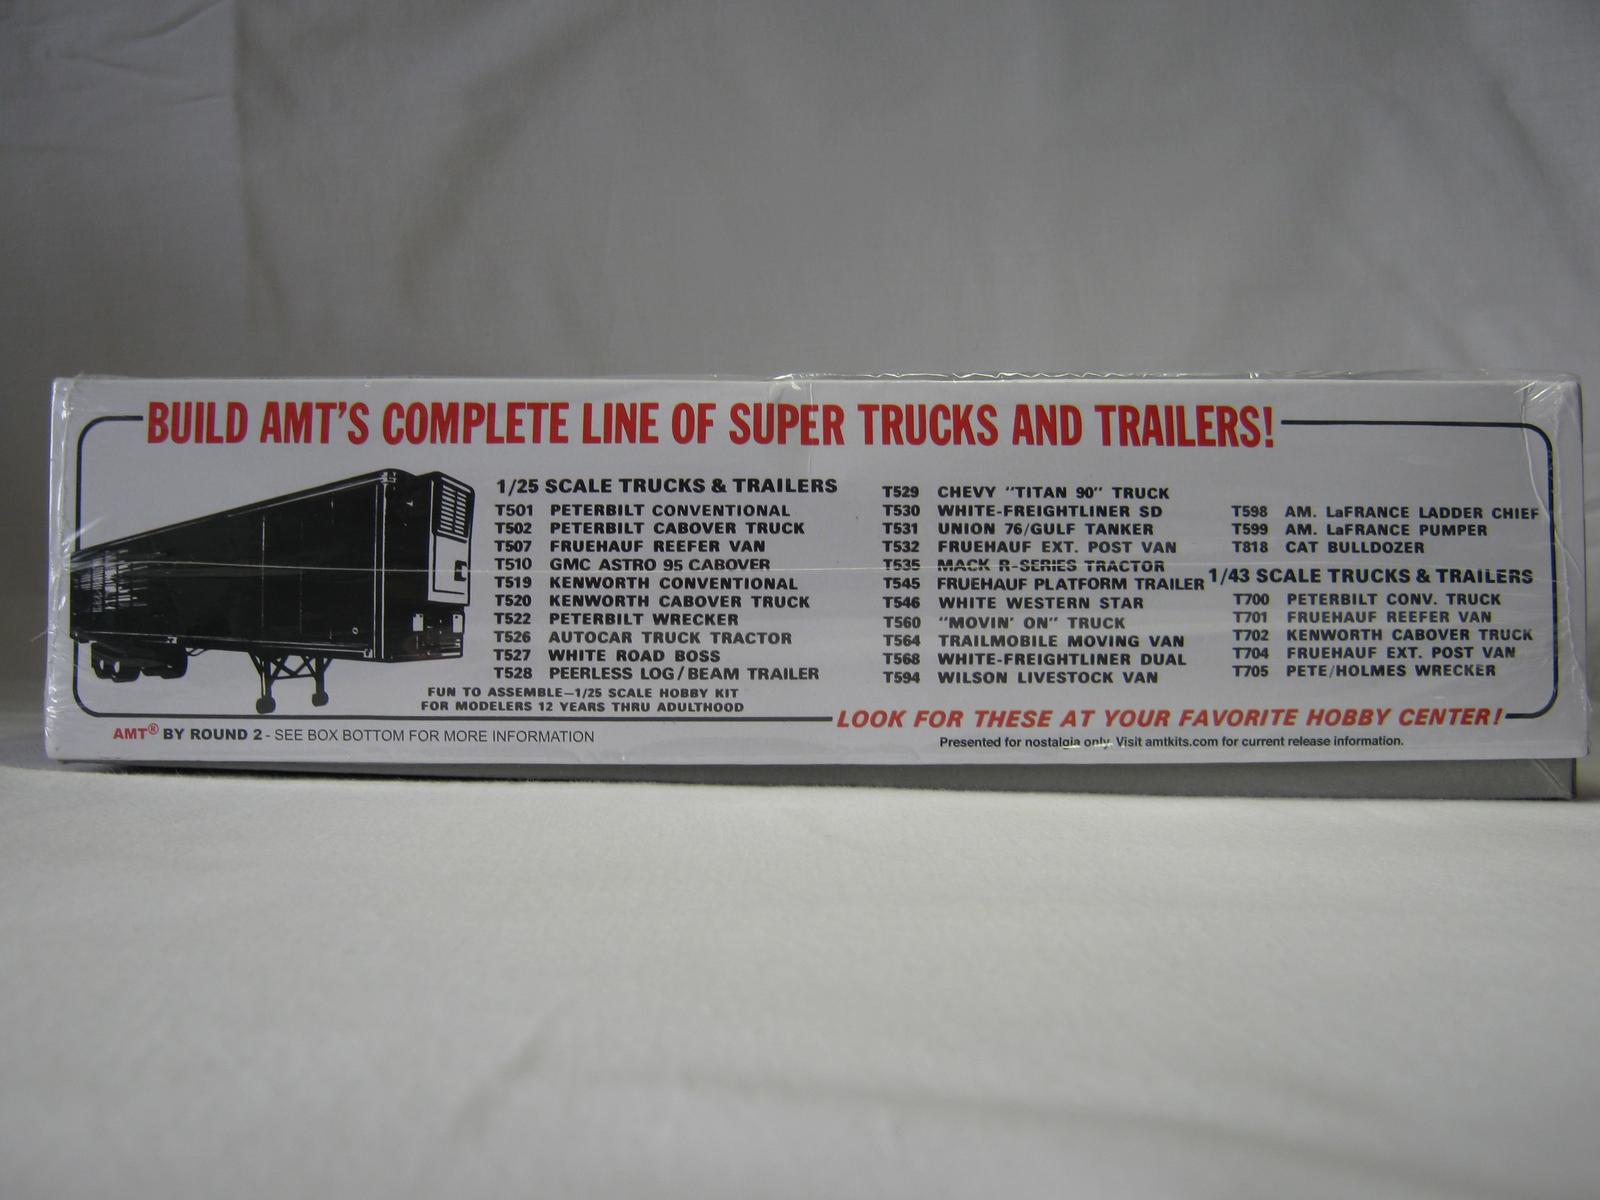 BUILD AMT'S COMPLETE LINE OF SUPER TRUCKS AND TRAILERS!
1/25 SCALE TRUCKS & TRAILERS
T501 PETERBILT CONVENTIONAL
T502 PETERBILT CABOVER TRUCK
T507 FRUEHAUF REEFER VAN
T510 GMC ASTRO 95 CABOVER
T519 KENWORTH CONVENTIONAL
T520 KENWORTH CABOVER TRUCK
T522 PETERBILT WRECKER
T526 AUTOCAR TRUCK TRACTOR
T527 WHITE ROAD BOSS
T528 PEERLESS LOG/BEAM TRAILER
FUN TO ASSEMBLE—1/25 SCALE HOBBY KIT
FOR MODELERS 12 YEARS THRU ADULTHOOD
T529 CHEVY "TITAN 90" TRUCK
T530 WHITE-FREIGHTLINER SD
T531 UNION 76/GULF TANKER
T532 FRUEHAUF EXT. POST VAN
T535 MACK R-SERIES TRACTOR
T545 FRUEHAUF PLATFORM TRAILER
T546 WHITE WESTERN STAR
T560 "MOVIN' ON" TRUCK
T564 TRAILMOBILE MOVING VAN
T568 WHITE-FREIGHTLINER DUAL
T594 WILSON LIVESTOCK VAN
T598 AM. LaFRANCE LADDER CHIEF
T599 AM. LaFRANCE PUMPER
T818 CAT BULLDOZER
1/43 SCALE TRUCKS & TRAILERS
T700 PETERBILT CONV. TRUCK
T701 FRUEHAUF REEFER VAN
T702 KENWORTH CABOVER TRUCK
T704 FRUEHAUF EXT. POST VAN
T705 PETE/HOLMES WRECKER
LOOK FOR THESE AT YOUR FAVORITE HOBBY CENTER!
AMT® BY ROUND 2 - SEE BOX BOTTOM FOR MORE INFORMATION
Presented for nostalgia only. Visit amtkits.com for current release information.